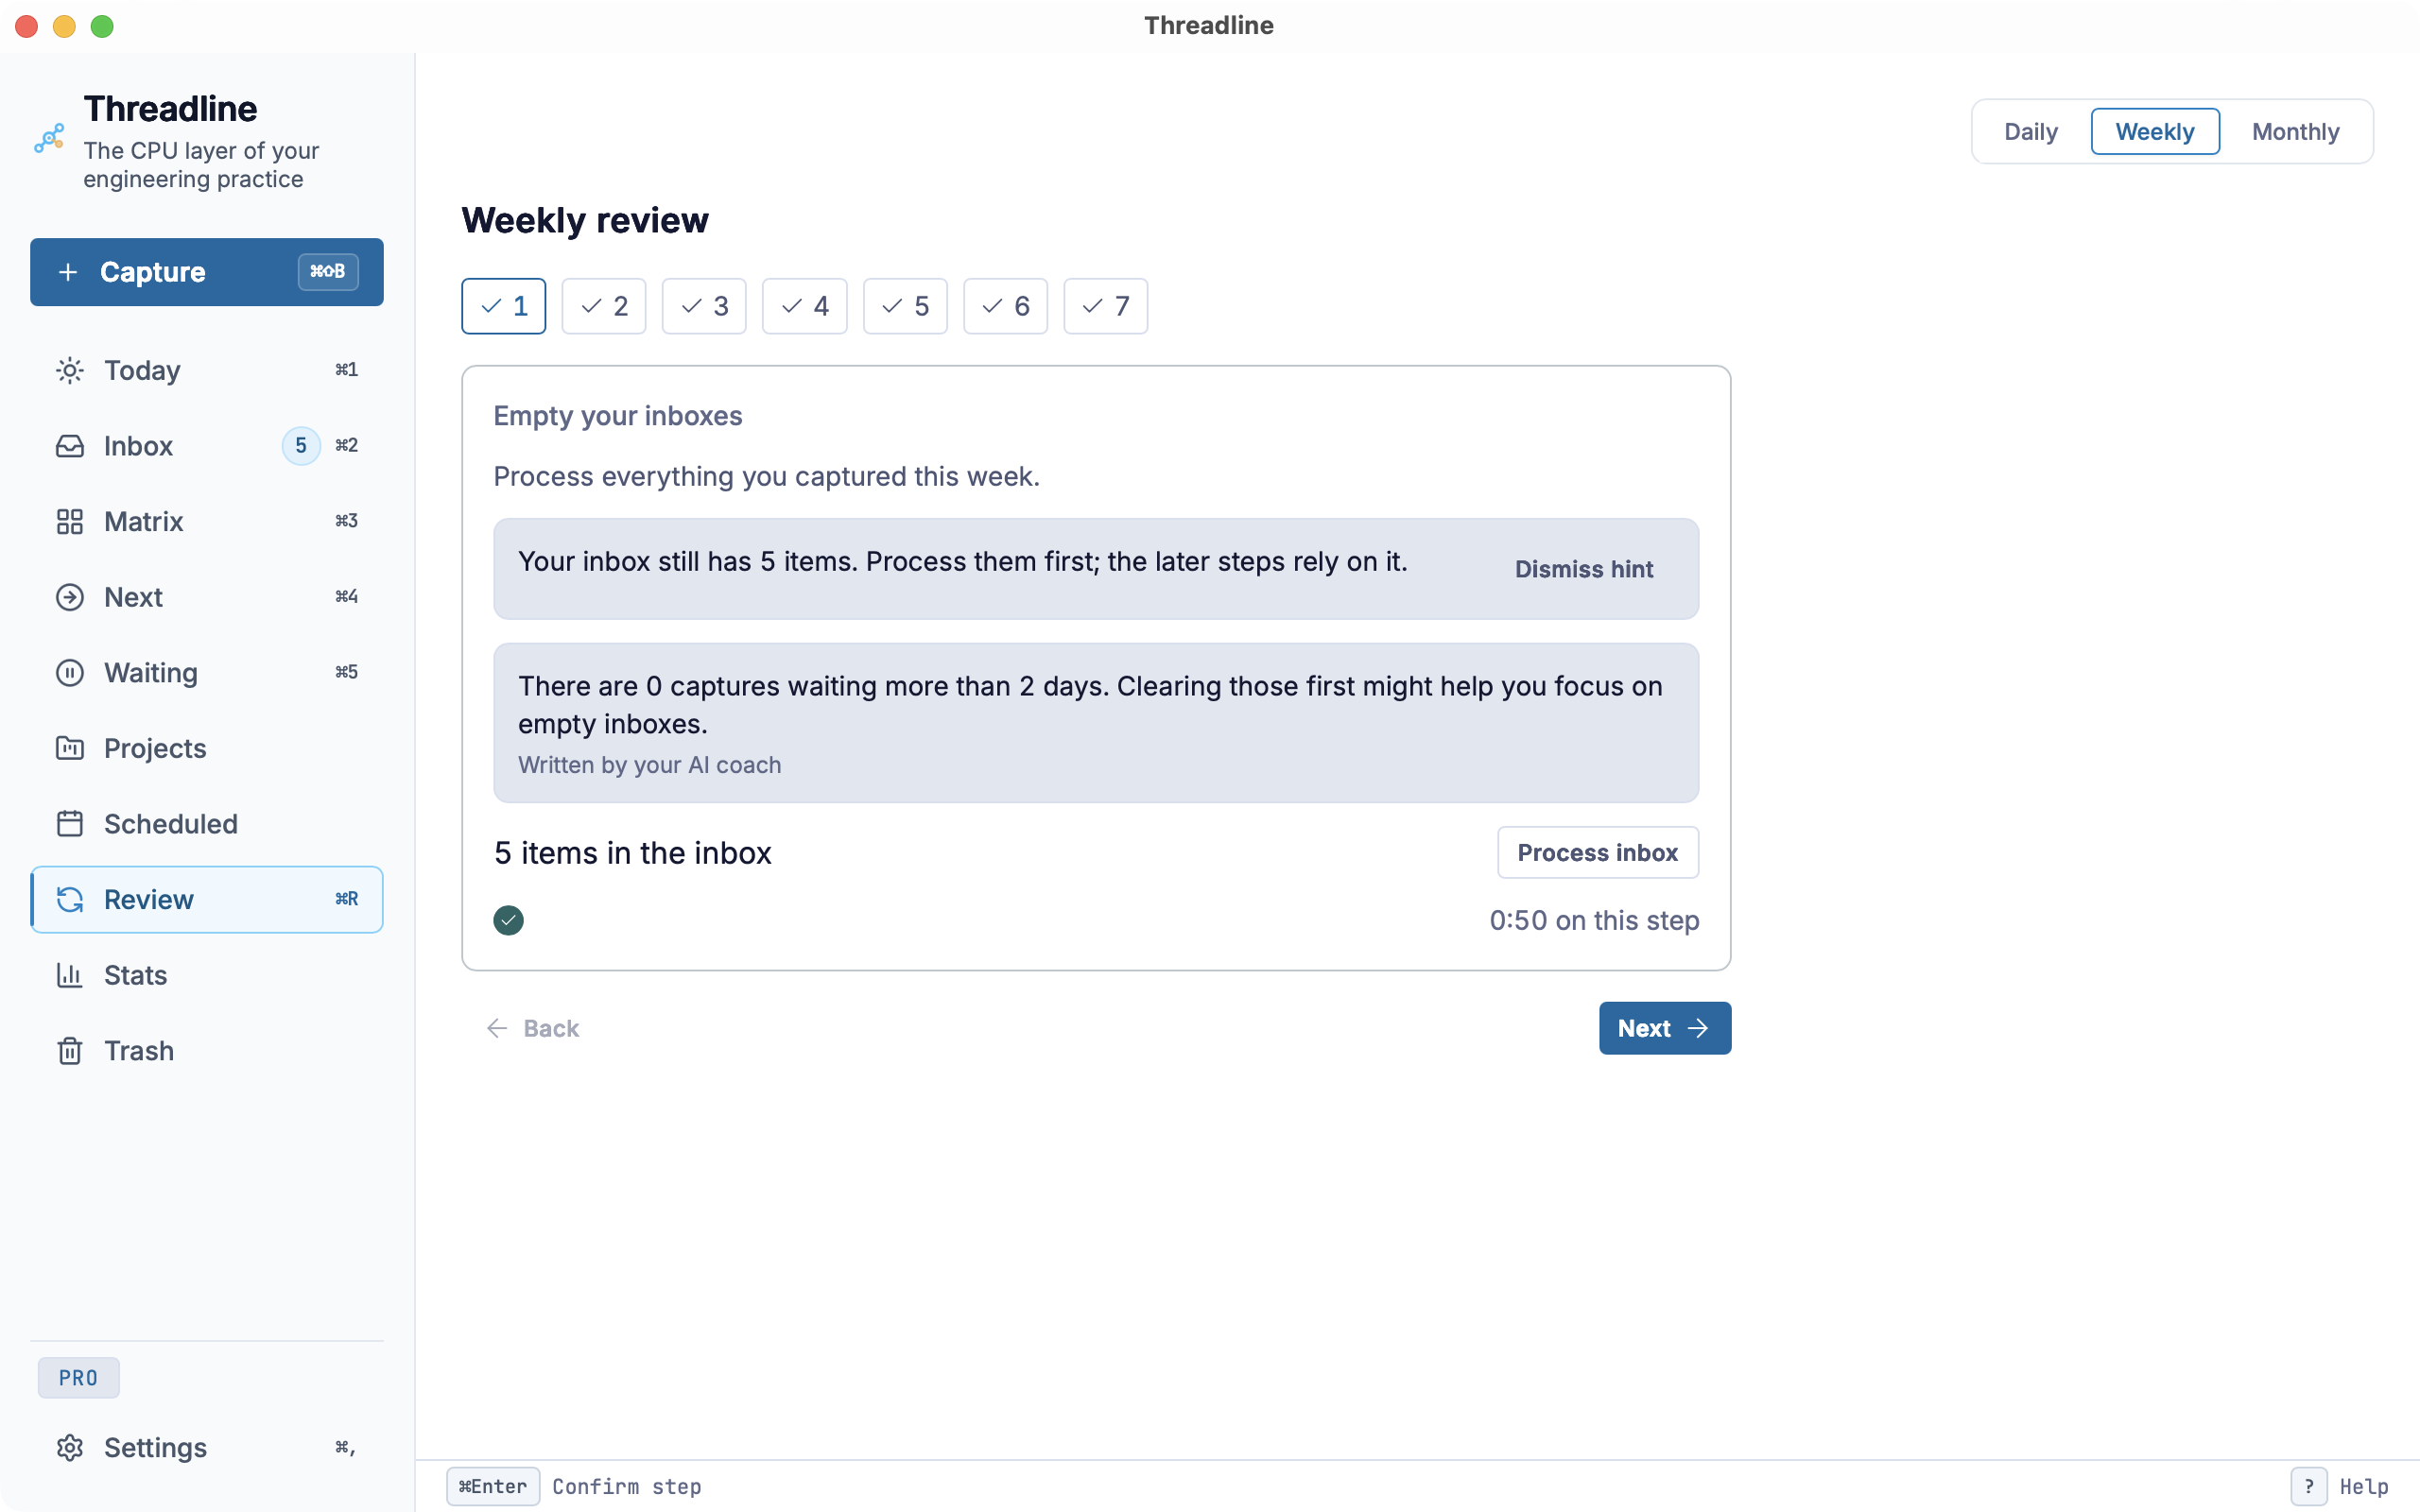 Threadline
Threadline
The CPU layer of your
engineering practice
+ Capture ⌘⇧B
Today ⌘1
Inbox 5 ⌘2
Matrix ⌘3
Next ⌘4
Waiting ⌘5
Projects
Scheduled
Review ⌘R
Stats
Trash
PRO
Settings ⌘,
Daily Weekly Monthly
Weekly review
✓ 1 ✓ 2 ✓ 3 ✓ 4 ✓ 5 ✓ 6 ✓ 7
Empty your inboxes
Process everything you captured this week.
Your inbox still has 5 items. Process them first; the later steps rely on it. Dismiss hint
There are 0 captures waiting more than 2 days. Clearing those first might help you focus on
empty inboxes.
Written by your AI coach
5 items in the inbox Process inbox
0:50 on this step
← Back Next →
⌘Enter Confirm step ? Help